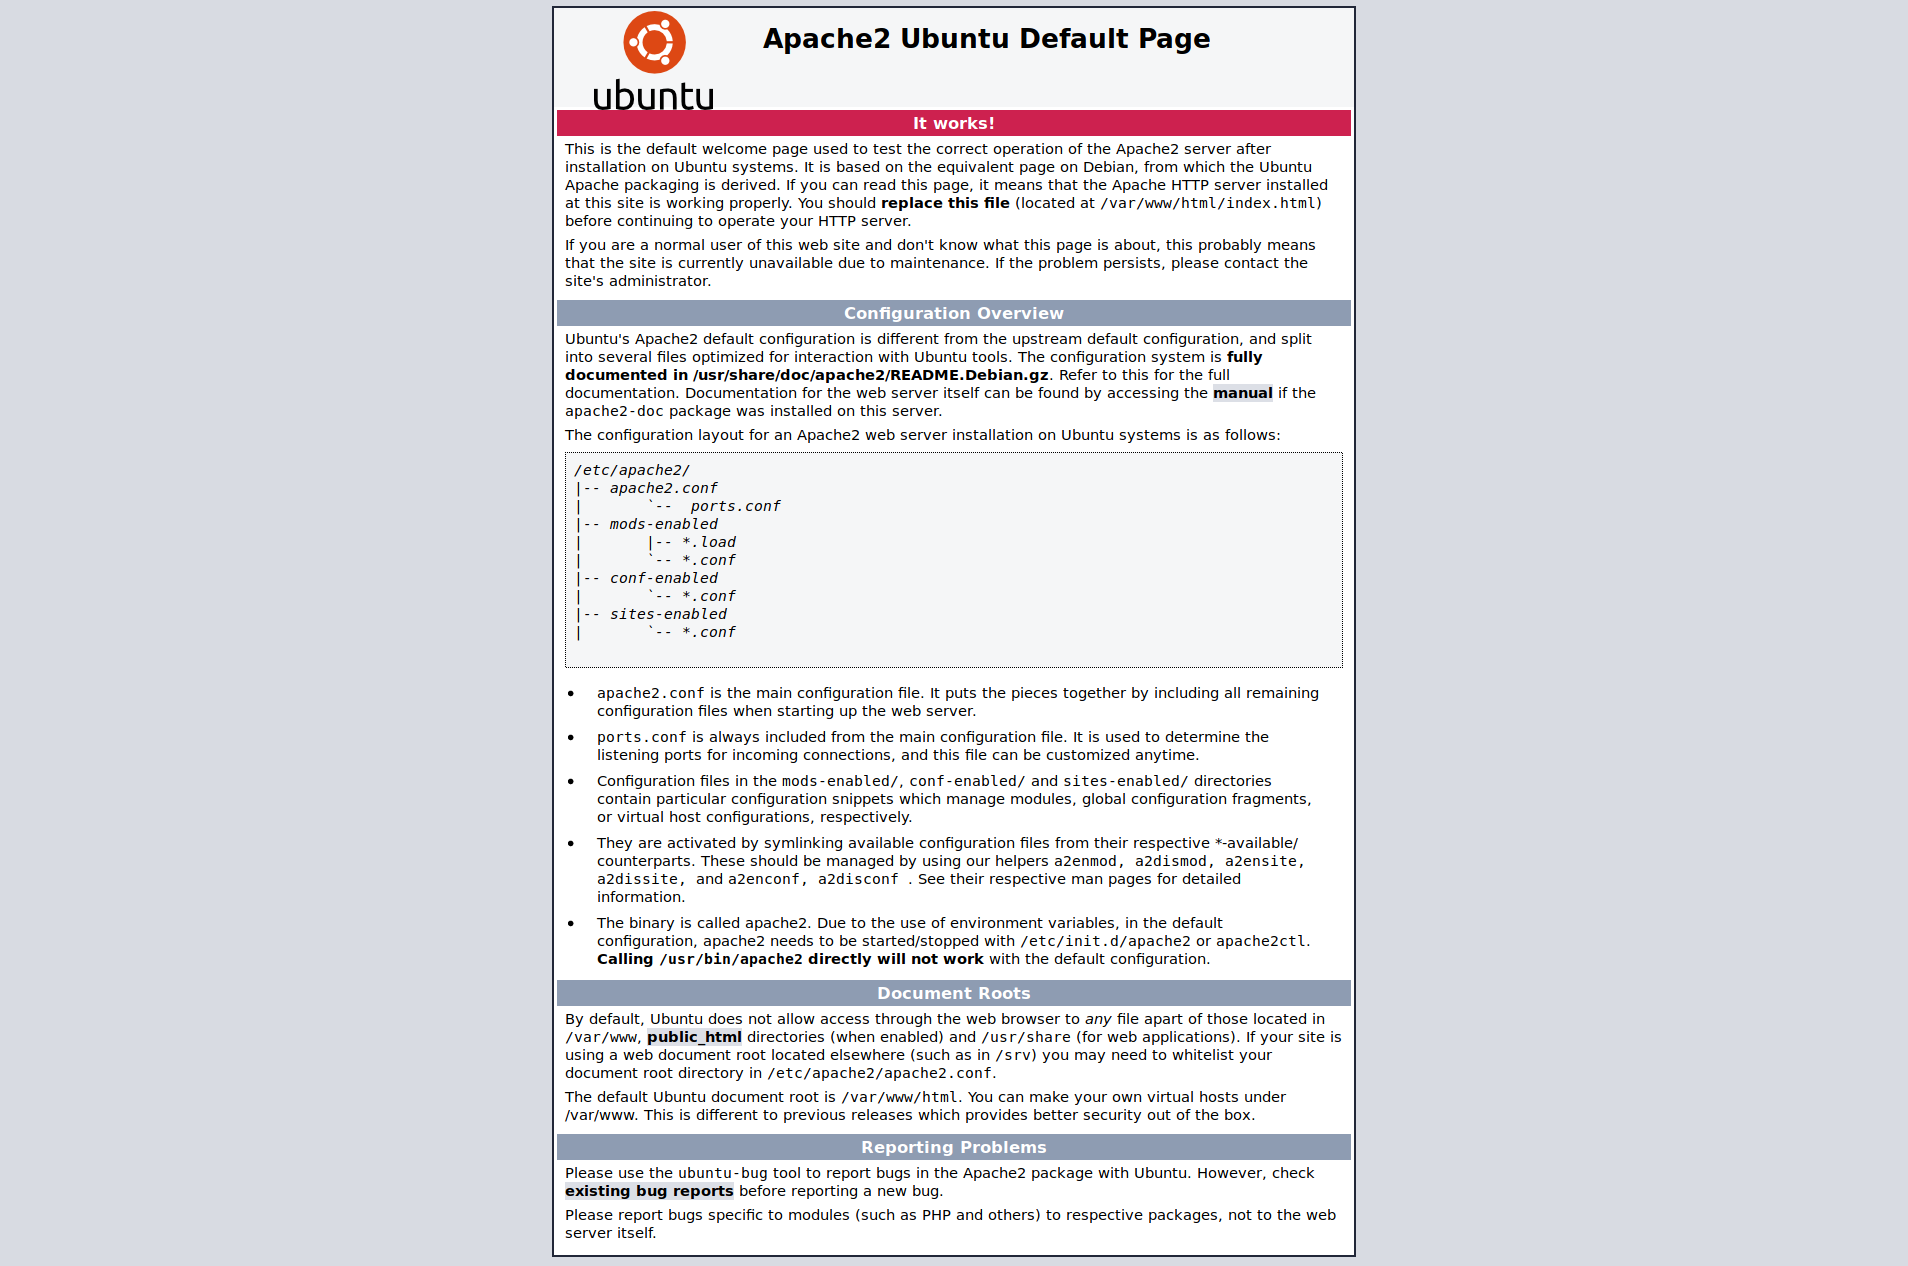 ubuntu
Apache2 Ubuntu Default Page
It works!
This is the default welcome page used to test the correct operation of the Apache2 server after
installation on Ubuntu systems. It is based on the equivalent page on Debian, from which the Ubuntu
Apache packaging is derived. If you can read this page, it means that the Apache HTTP server installed
at this site is working properly. You should replace this file (located at /var/www/html/index.html)
before continuing to operate your HTTP server.
If you are a normal user of this web site and don't know what this page is about, this probably means
that the site is currently unavailable due to maintenance. If the problem persists, please contact the
site's administrator.
Configuration Overview
Ubuntu's Apache2 default configuration is different from the upstream default configuration, and split
into several files optimized for interaction with Ubuntu tools. The configuration system is fully
documented in /usr/share/doc/apache2/README.Debian.gz. Refer to this for the full
documentation. Documentation for the web server itself can be found by accessing the manual if the
apache2-doc package was installed on this server.
The configuration layout for an Apache2 web server installation on Ubuntu systems is as follows:
/etc/apache2/
|-- apache2.conf
|       `--  ports.conf
|-- mods-enabled
|       |-- *.load
|       `-- *.conf
|-- conf-enabled
|       `-- *.conf
|-- sites-enabled
|       `-- *.conf
• apache2.conf is the main configuration file. It puts the pieces together by including all remaining
configuration files when starting up the web server.
• ports.conf is always included from the main configuration file. It is used to determine the
listening ports for incoming connections, and this file can be customized anytime.
• Configuration files in the mods-enabled/, conf-enabled/ and sites-enabled/ directories
contain particular configuration snippets which manage modules, global configuration fragments,
or virtual host configurations, respectively.
• They are activated by symlinking available configuration files from their respective *-available/
counterparts. These should be managed by using our helpers a2enmod, a2dismod, a2ensite,
a2dissite, and a2enconf, a2disconf . See their respective man pages for detailed
information.
• The binary is called apache2. Due to the use of environment variables, in the default
configuration, apache2 needs to be started/stopped with /etc/init.d/apache2 or apache2ctl.
Calling /usr/bin/apache2 directly will not work with the default configuration.
Document Roots
By default, Ubuntu does not allow access through the web browser to any file apart of those located in
/var/www, public_html directories (when enabled) and /usr/share (for web applications). If your site is
using a web document root located elsewhere (such as in /srv) you may need to whitelist your
document root directory in /etc/apache2/apache2.conf.
The default Ubuntu document root is /var/www/html. You can make your own virtual hosts under
/var/www. This is different to previous releases which provides better security out of the box.
Reporting Problems
Please use the ubuntu-bug tool to report bugs in the Apache2 package with Ubuntu. However, check
existing bug reports before reporting a new bug.
Please report bugs specific to modules (such as PHP and others) to respective packages, not to the web
server itself.